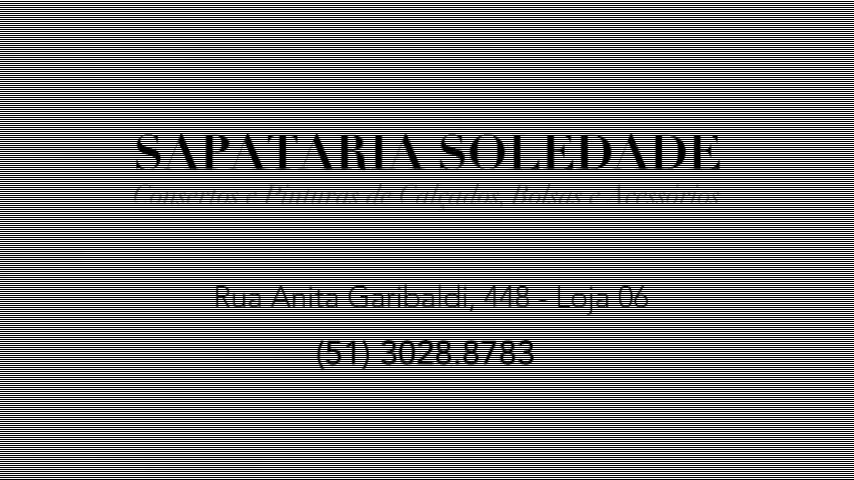 SAPATARIA SOLEDADE
Consertos e Pinturas de Calçados, Bolsas e Acessórios
Rua Anita Garibaldi, 448 - Loja 06
(51) 3028.8783